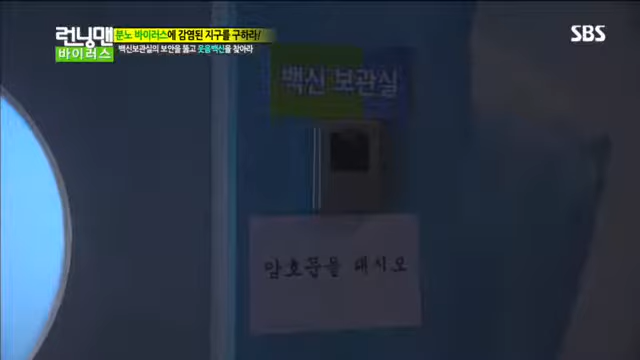 런닝맨
바이러스
분노 바이러스에 감염된 지구를 구하라!
백신보관실의 보안을 뚫고 웃음백신을 찾아라
SBS
백신 보관실
암호문을 대시오